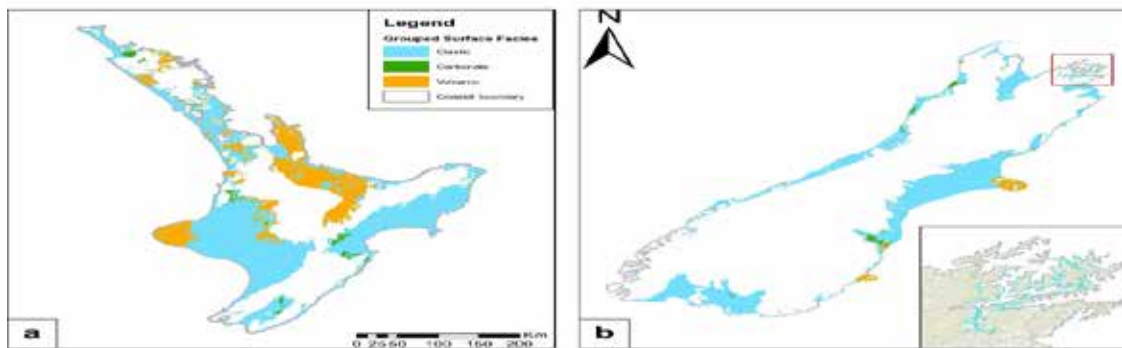 Legend
Grouped Surface Facies
Clastic
Carbonate
Volcanic
Coastal boundary
a
Km
0 25 50 100 150 200
N
b